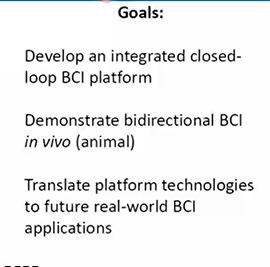 Goals:
Develop an integrated closed-
loop BCI platform
Demonstrate bidirectional BCI
in vivo (animal)
Translate platform technologies
to future real-world BCI
applications